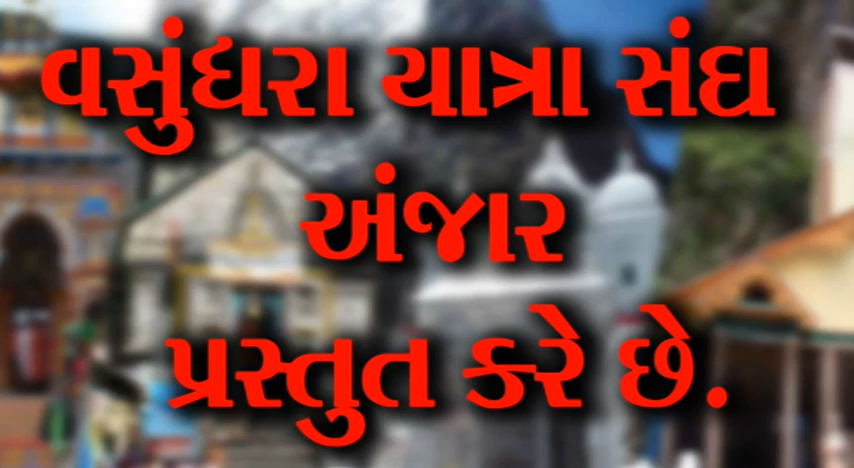 વસુંધરા યાત્રા સંઘ
અંજાર
પ્રસ્તુત કરે છે.